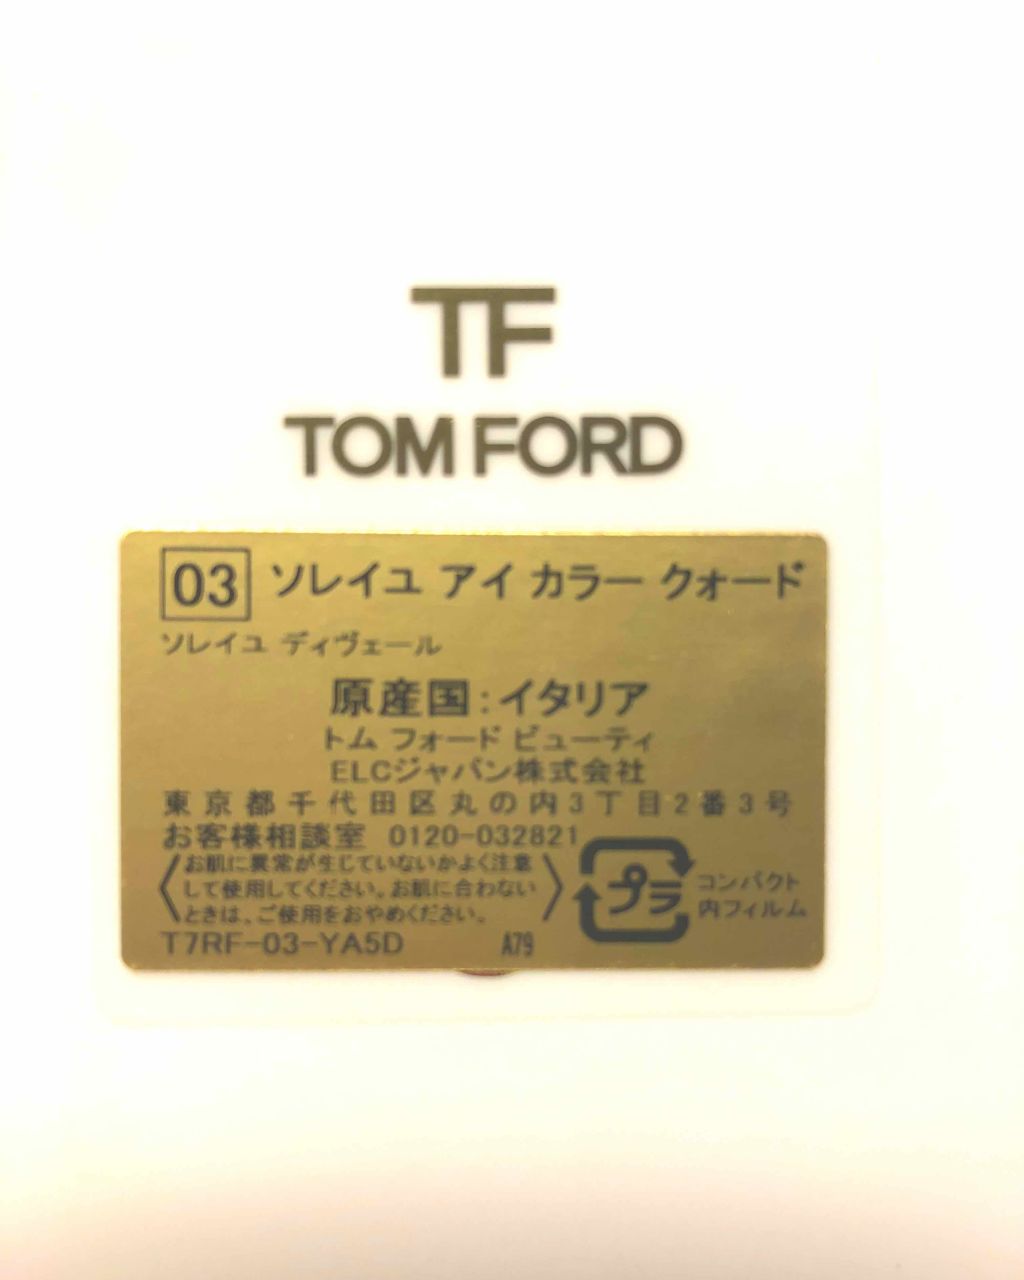 TF
TOM FORD
03 ソレイユ アイ カラー クォード
ソレイユ ディヴェール
原産国:イタリア
トム フォード ビューティ
ELCジャパン株式会社
東京都千代田区丸の内3丁目2番3号
お客様相談室 0120-032821
お肌に異常が生じていないかよく注意
して使用してください。お肌に合わない
ときは、ご使用をおやめください。
プラ コンパクト
内フィルム
T7RF-03-YA5D A79